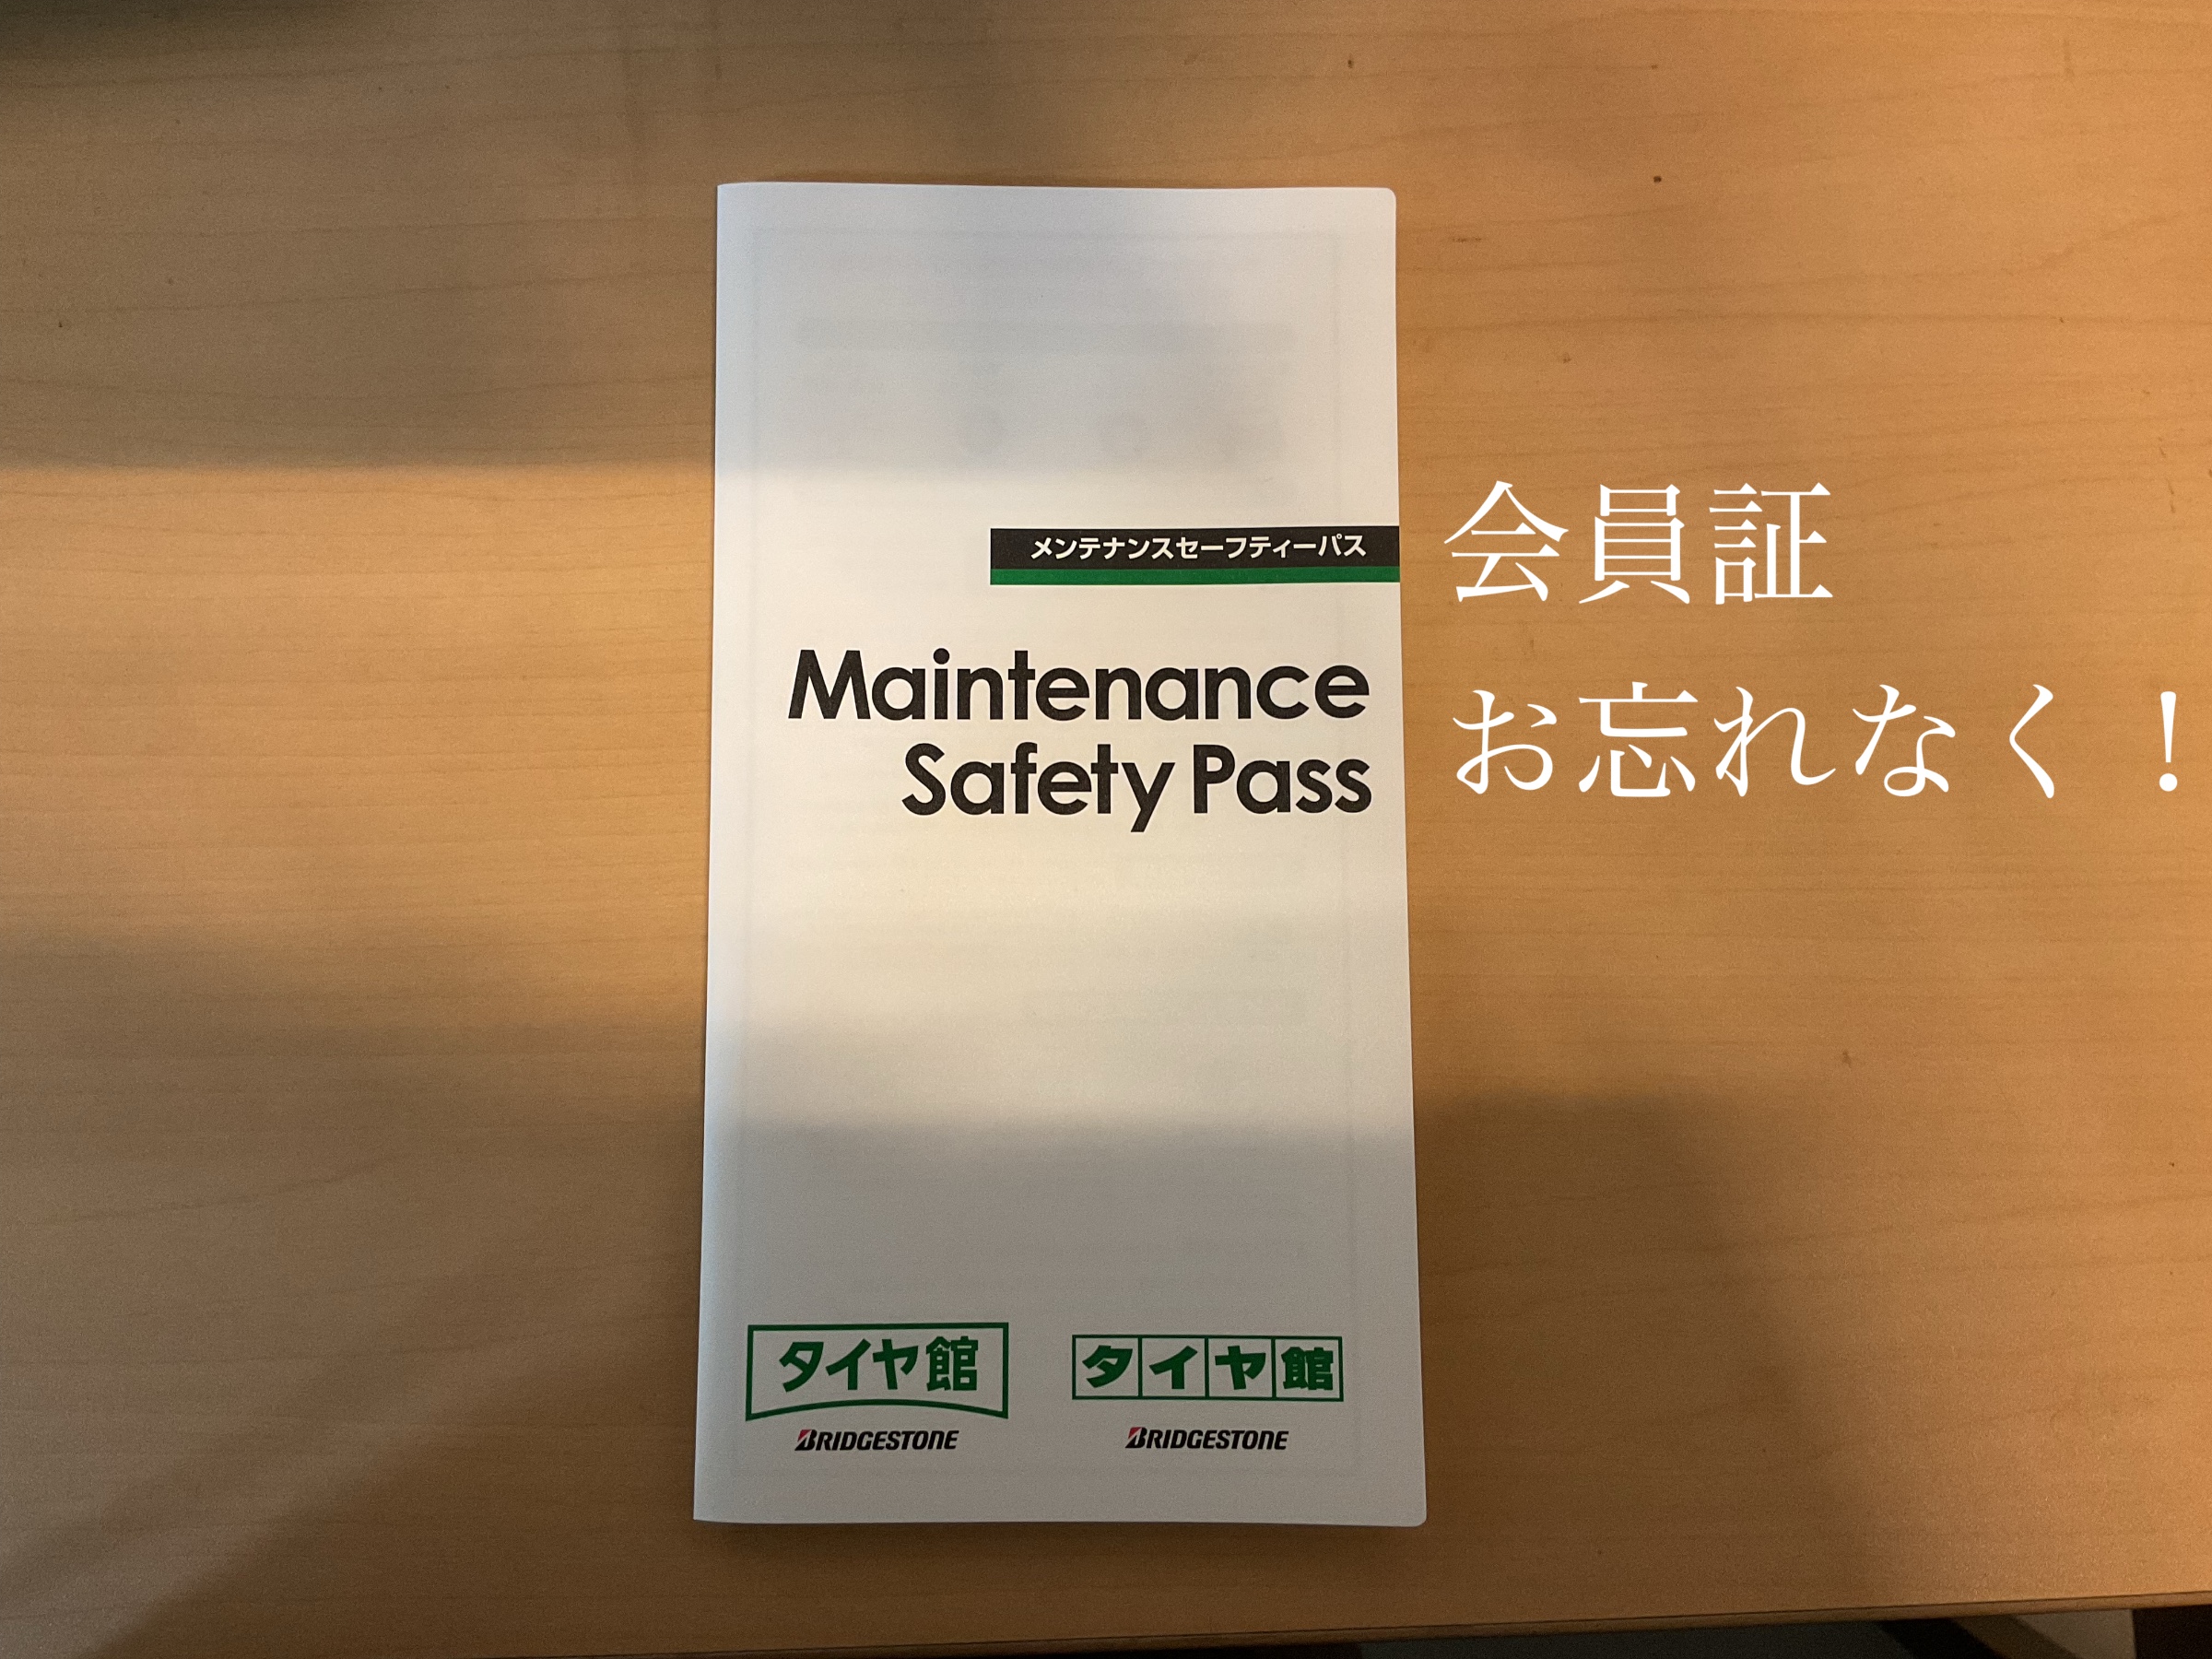 メンテナンスセーフティーパス
Maintenance
Safety Pass
会員証
お忘れなく！
タイヤ館
BRIDGESTONE
タイヤ館
BRIDGESTONE